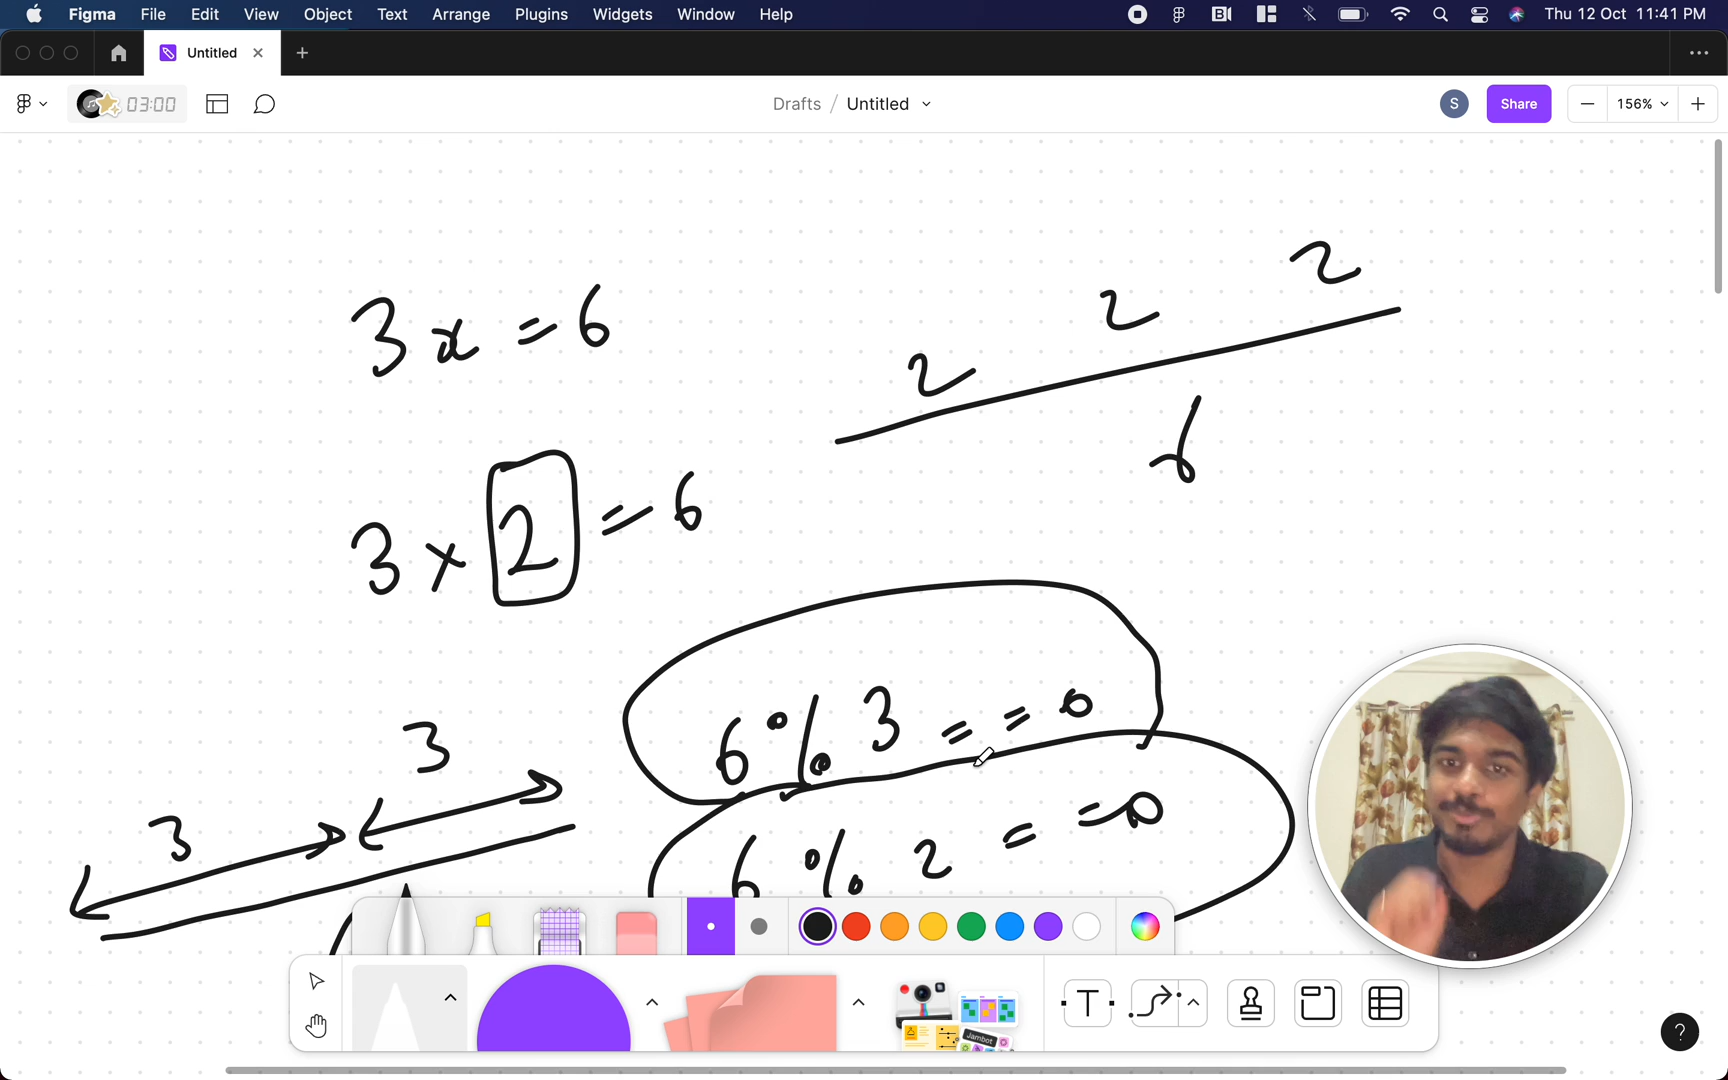 Figma File Edit View Object Text Arrange Plugins Widgets Window Help Thu 12 Oct 11:41 PM
Untitled
03:00 Drafts / Untitled S Share 156%
3x = 6
2 2 2
6
3 × 2 = 6
6 % 3 = = 0
3 3
6 % 2 = = 0
T
Jambot
?